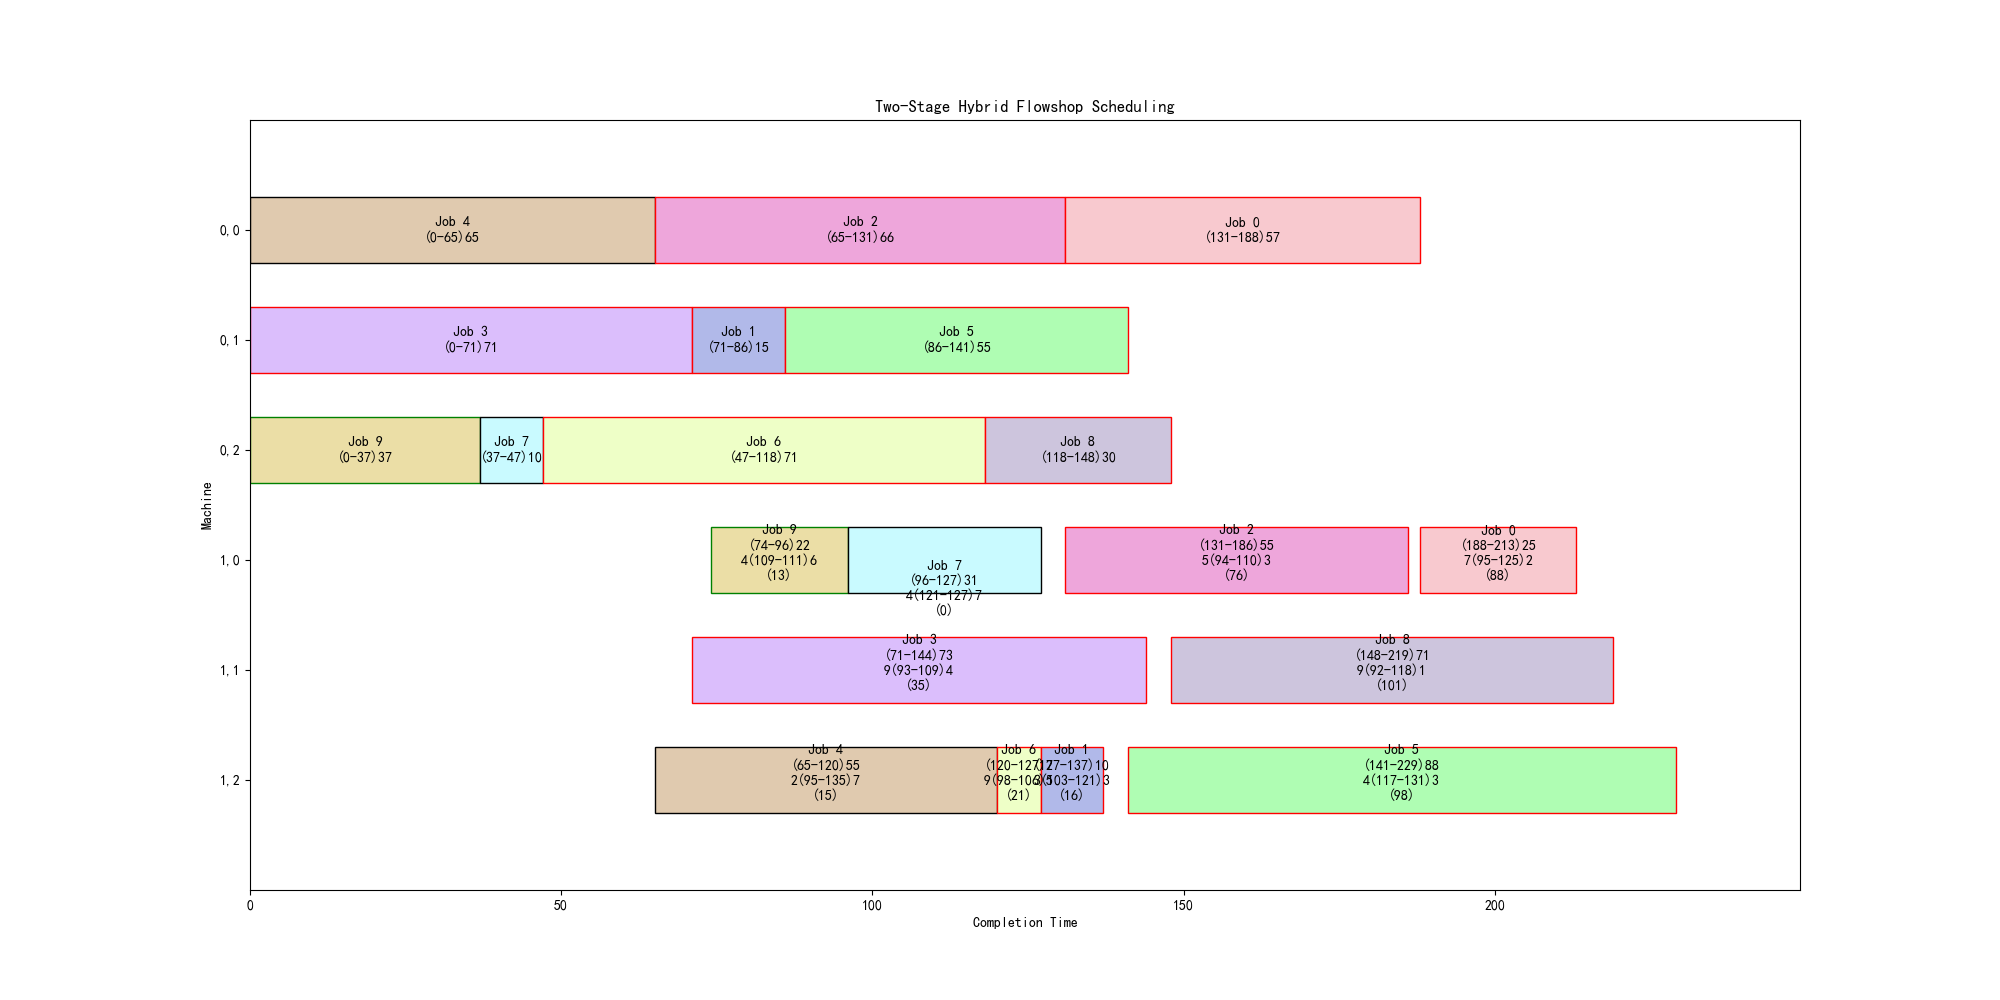 Two-Stage Hybrid Flowshop Scheduling
0,0
Job 4
(0-65)65
Job 2
(65-131)66
Job 0
(131-188)57
0,1
Job 3
(0-71)71
Job 1
(71-86)15
Job 5
(86-141)55
0,2
Job 9
(0-37)37
Job 7
(37-47)10
Job 6
(47-118)71
Job 8
(118-148)30
Machine
1,0
Job 9
(74-96)22
4(109-111)6
(13)
Job 7
(96-127)31
4(121-127)7
(0)
Job 2
(131-186)55
5(94-110)3
(76)
Job 0
(188-213)25
7(95-125)2
(88)
1,1
Job 3
(71-144)73
9(93-109)4
(35)
Job 8
(148-219)71
9(92-118)1
(101)
1,2
Job 4
(65-120)55
2(95-135)7
(15)
Job 6
(120-127)7
(21)
Job 1
(127-137)10
(16)
Job 5
(141-229)88
4(117-131)3
(98)
0
50
100
150
200
Completion Time